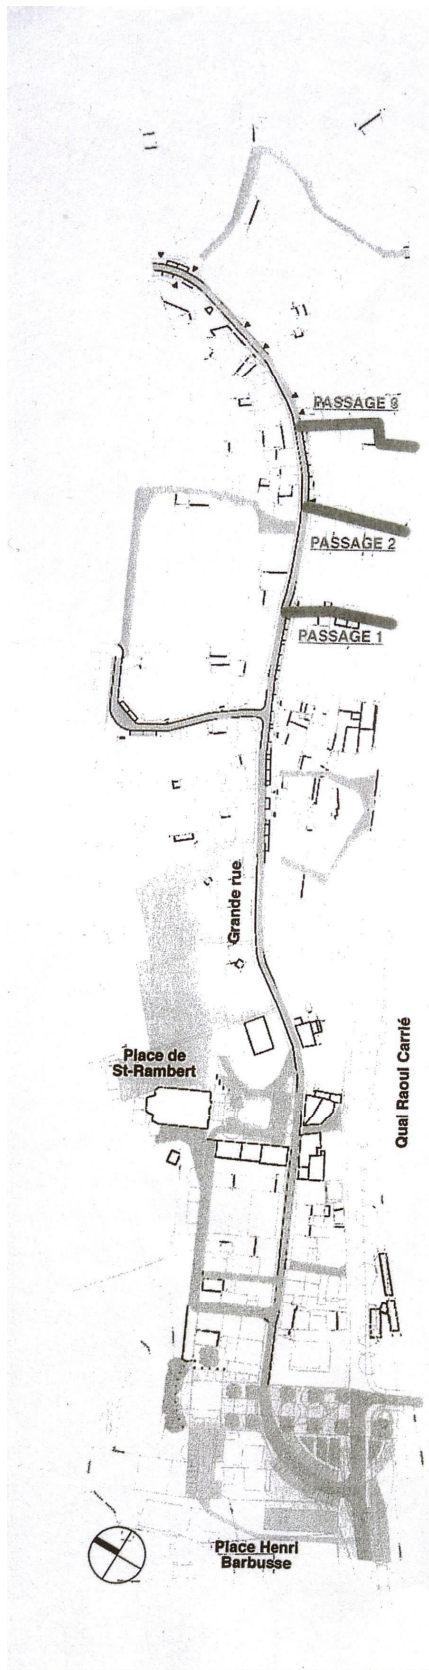 PASSAGE 3
PASSAGE 2
PASSAGE 1
Grande rue
Place de
St-Rambert
Quai Raoul Carrié
Place Henri
Barbusse